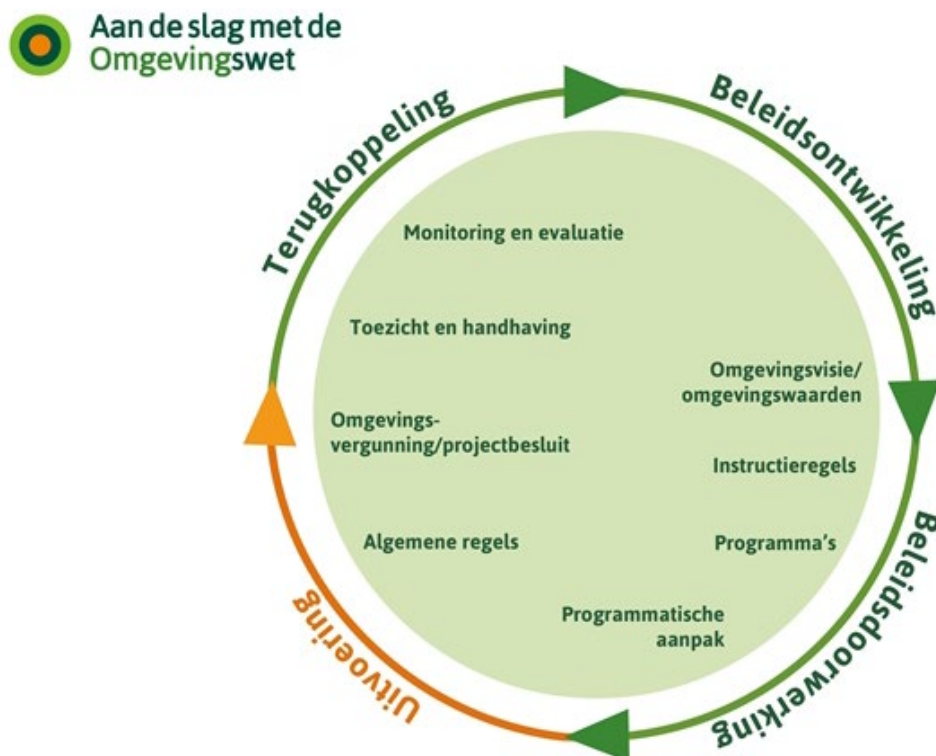 Aan de slag met de
Omgevingswet
Terugkoppeling
Beleidsontwikkeling
Monitoring en evaluatie
Toezicht en handhaving
Omgevingsvisie/
omgevingswaarden
Omgevings-
vergunning/projectbesluit
Instructieregels
Algemene regels
Programma's
Programmatische
aanpak
Uitvoering
Beleidsdoorwerking